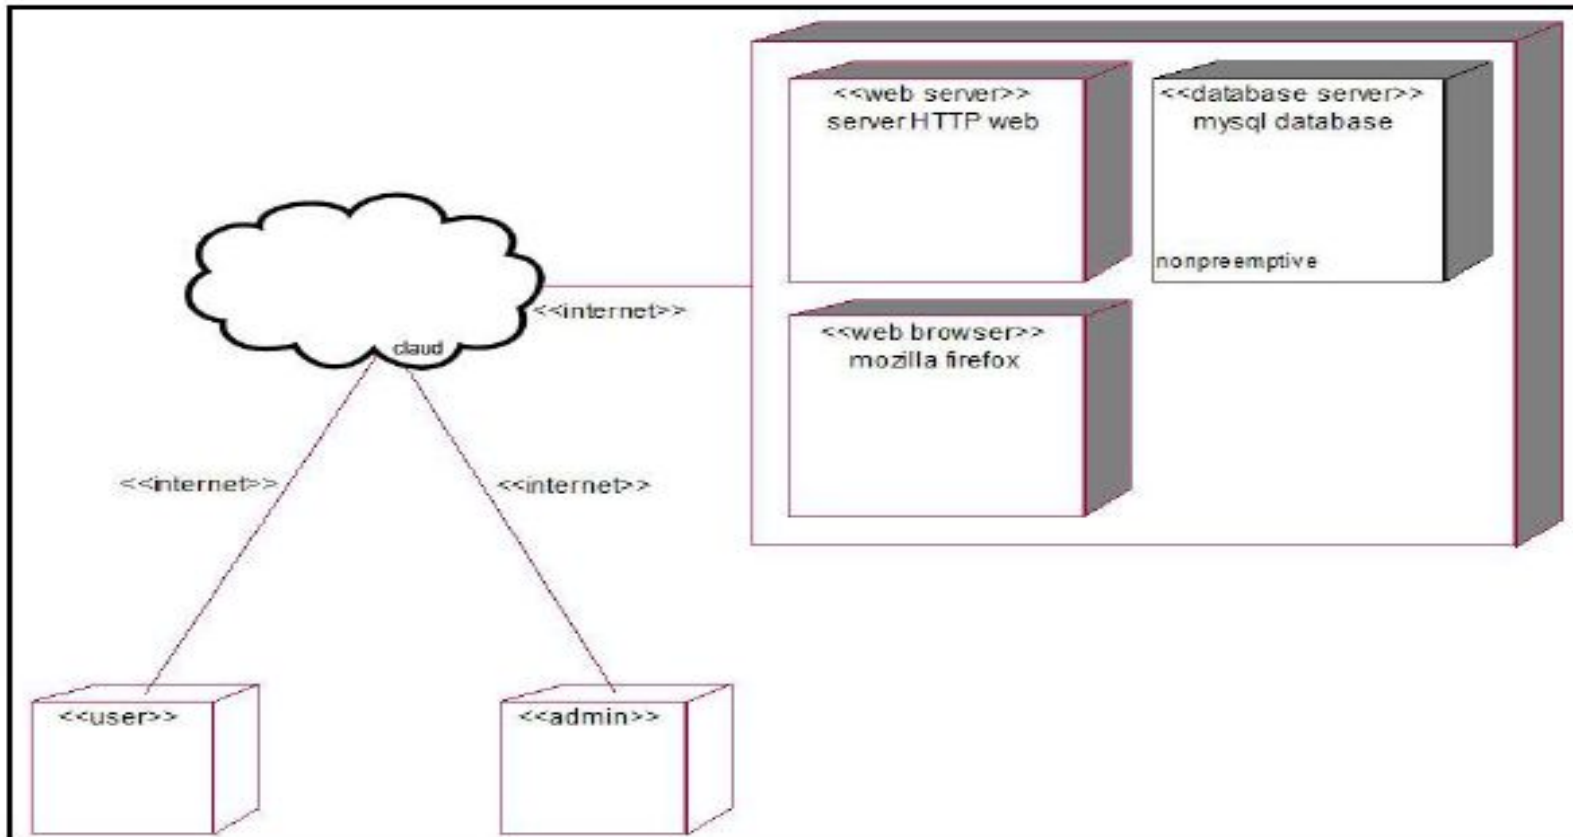 <<web server>>
server HTTP web
<<database server>>
mysql database
nonpreemptive
<<internet>>
<<web browser>>
mozilla firefox
claud
<<internet>>
<<internet>>
<<user>>
<<admin>>